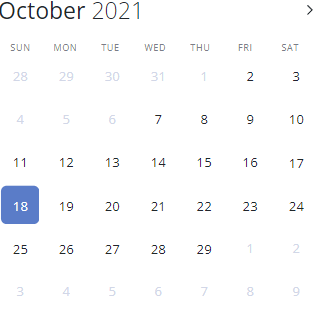 October 2021
SUN MON TUE WED THU FRI SAT
28 29 30 31 1 2 3
4 5 6 7 8 9 10
11 12 13 14 15 16 17
18 19 20 21 22 23 24
25 26 27 28 29 1 2
3 4 5 6 7 8 9